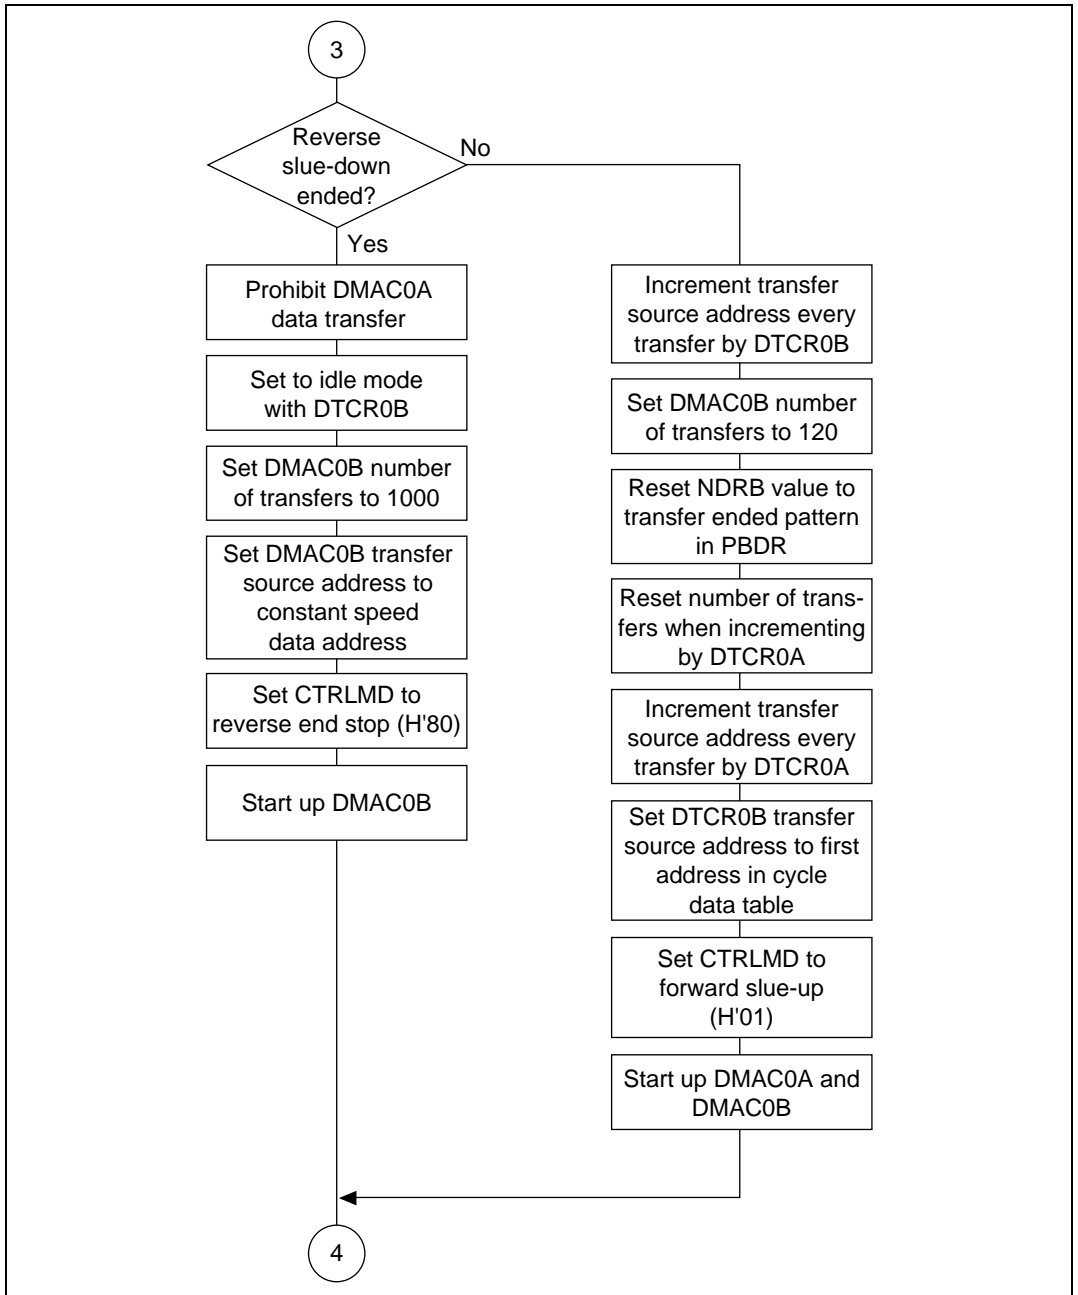 3
Reverse
slue-down
ended?
No
Yes
Prohibit DMAC0A
data transfer
Set to idle mode
with DTCR0B
Set DMAC0B number
of transfers to 1000
Set DMAC0B transfer
source address to
constant speed
data address
Set CTRLMD to
reverse end stop (H'80)
Start up DMAC0B
Increment transfer
source address every
transfer by DTCR0B
Set DMAC0B number
of transfers to 120
Reset NDRB value to
transfer ended pattern
in PBDR
Reset number of trans-
fers when incrementing
by DTCR0A
Increment transfer
source address every
transfer by DTCR0A
Set DTCR0B transfer
source address to first
address in cycle
data table
Set CTRLMD to
forward slue-up
(H'01)
Start up DMAC0A and
DMAC0B
4